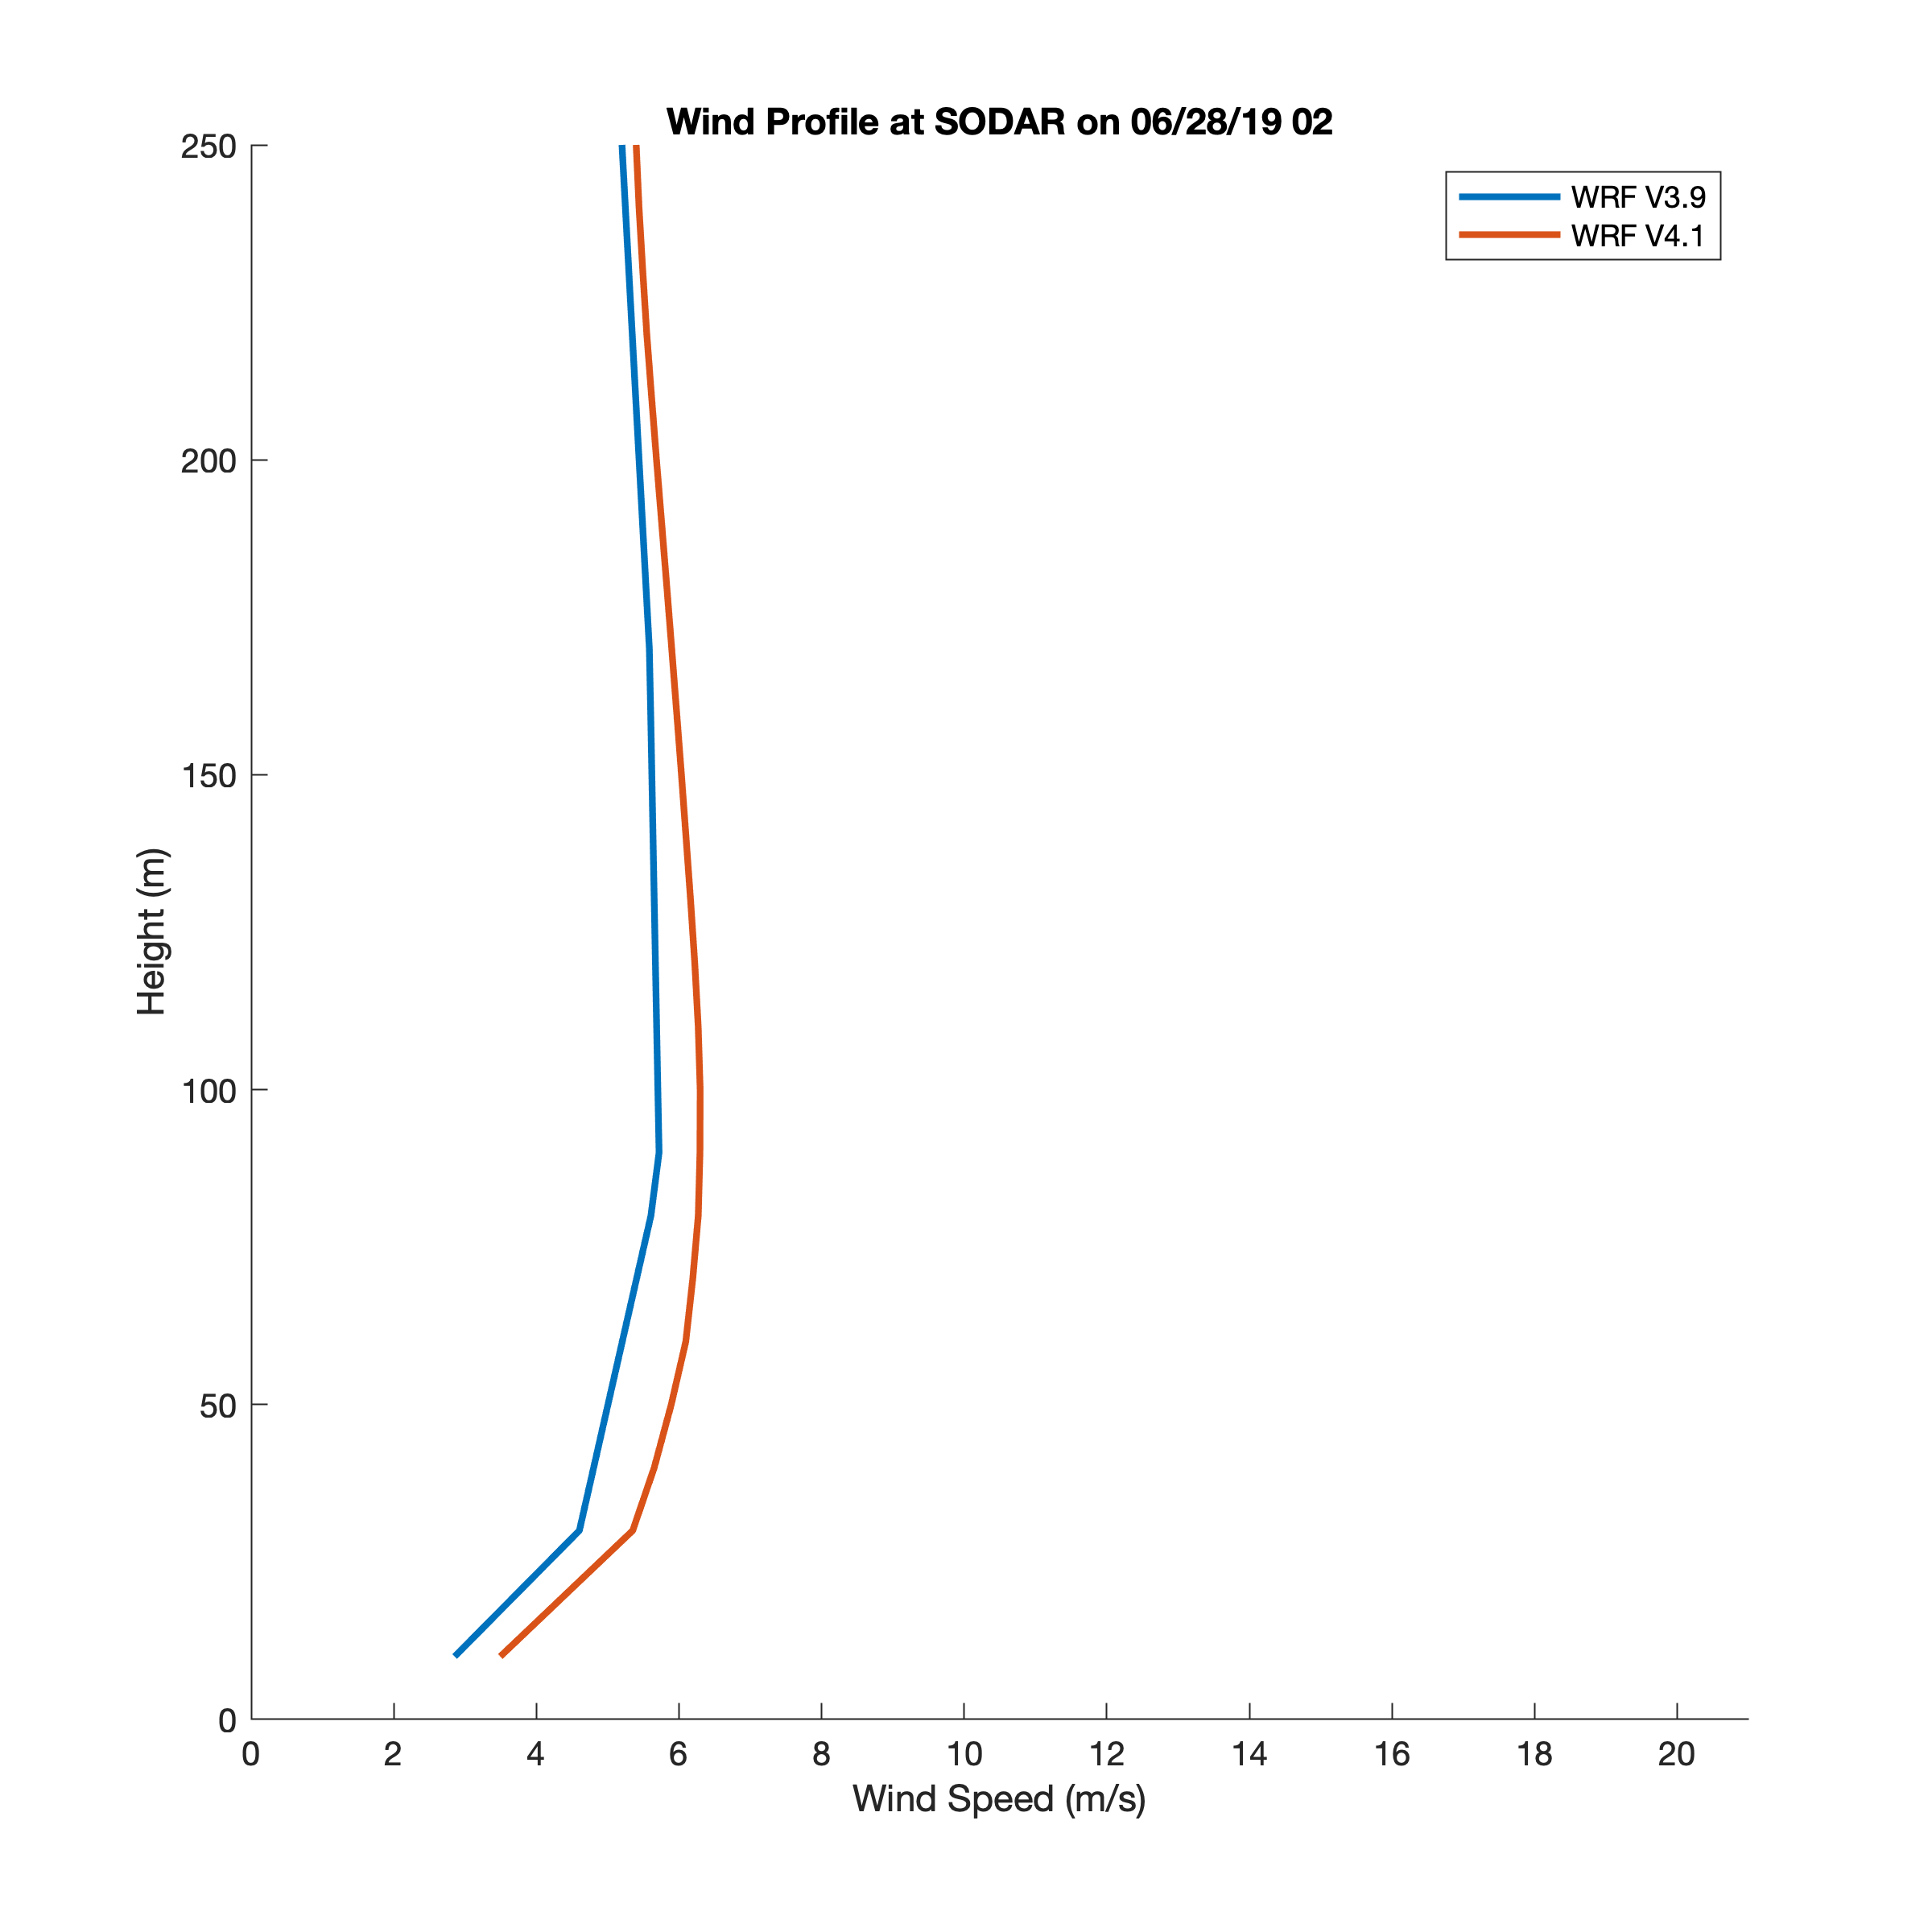 Wind Profile at SODAR on 06/28/19 02
WRF V3.9
WRF V4.1
250
200
150
100
50
0
Height (m)
0 2 4 6 8 10 12 14 16 18 20
Wind Speed (m/s)